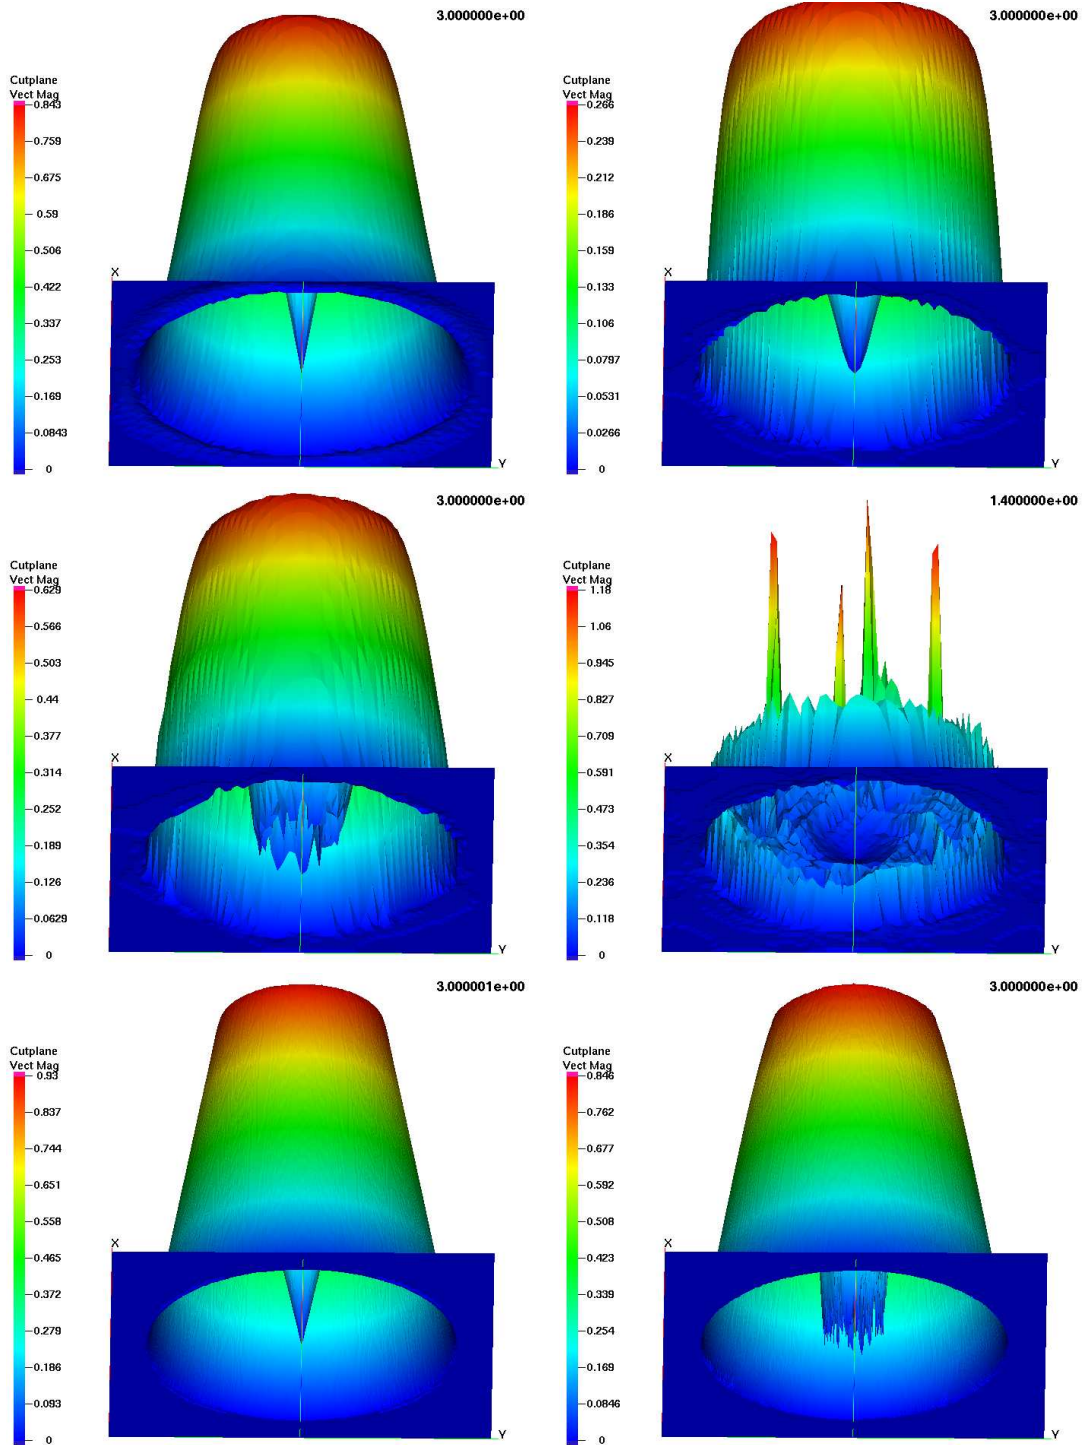 3.000000e+00
Cutplane
Vect Mag
0.843
0.759
0.675
0.59
0.506
0.422
0.337
0.253
0.169
0.0843
0
X
Y
3.000000e+00
Cutplane
Vect Mag
0.266
0.239
0.212
0.186
0.159
0.133
0.106
0.0797
0.0531
0.0266
0
X
Y
3.000000e+00
Cutplane
Vect Mag
0.629
0.566
0.503
0.44
0.377
0.314
0.252
0.189
0.126
0.0629
0
X
Y
1.400000e+00
Cutplane
Vect Mag
1.18
1.06
0.945
0.827
0.709
0.591
0.473
0.354
0.236
0.118
0
X
Y
3.000001e+00
Cutplane
Vect Mag
0.93
0.837
0.744
0.651
0.558
0.465
0.372
0.279
0.186
0.093
0
X
Y
3.000000e+00
Cutplane
Vect Mag
0.846
0.762
0.677
0.592
0.508
0.423
0.339
0.254
0.169
0.0846
0
X
Y